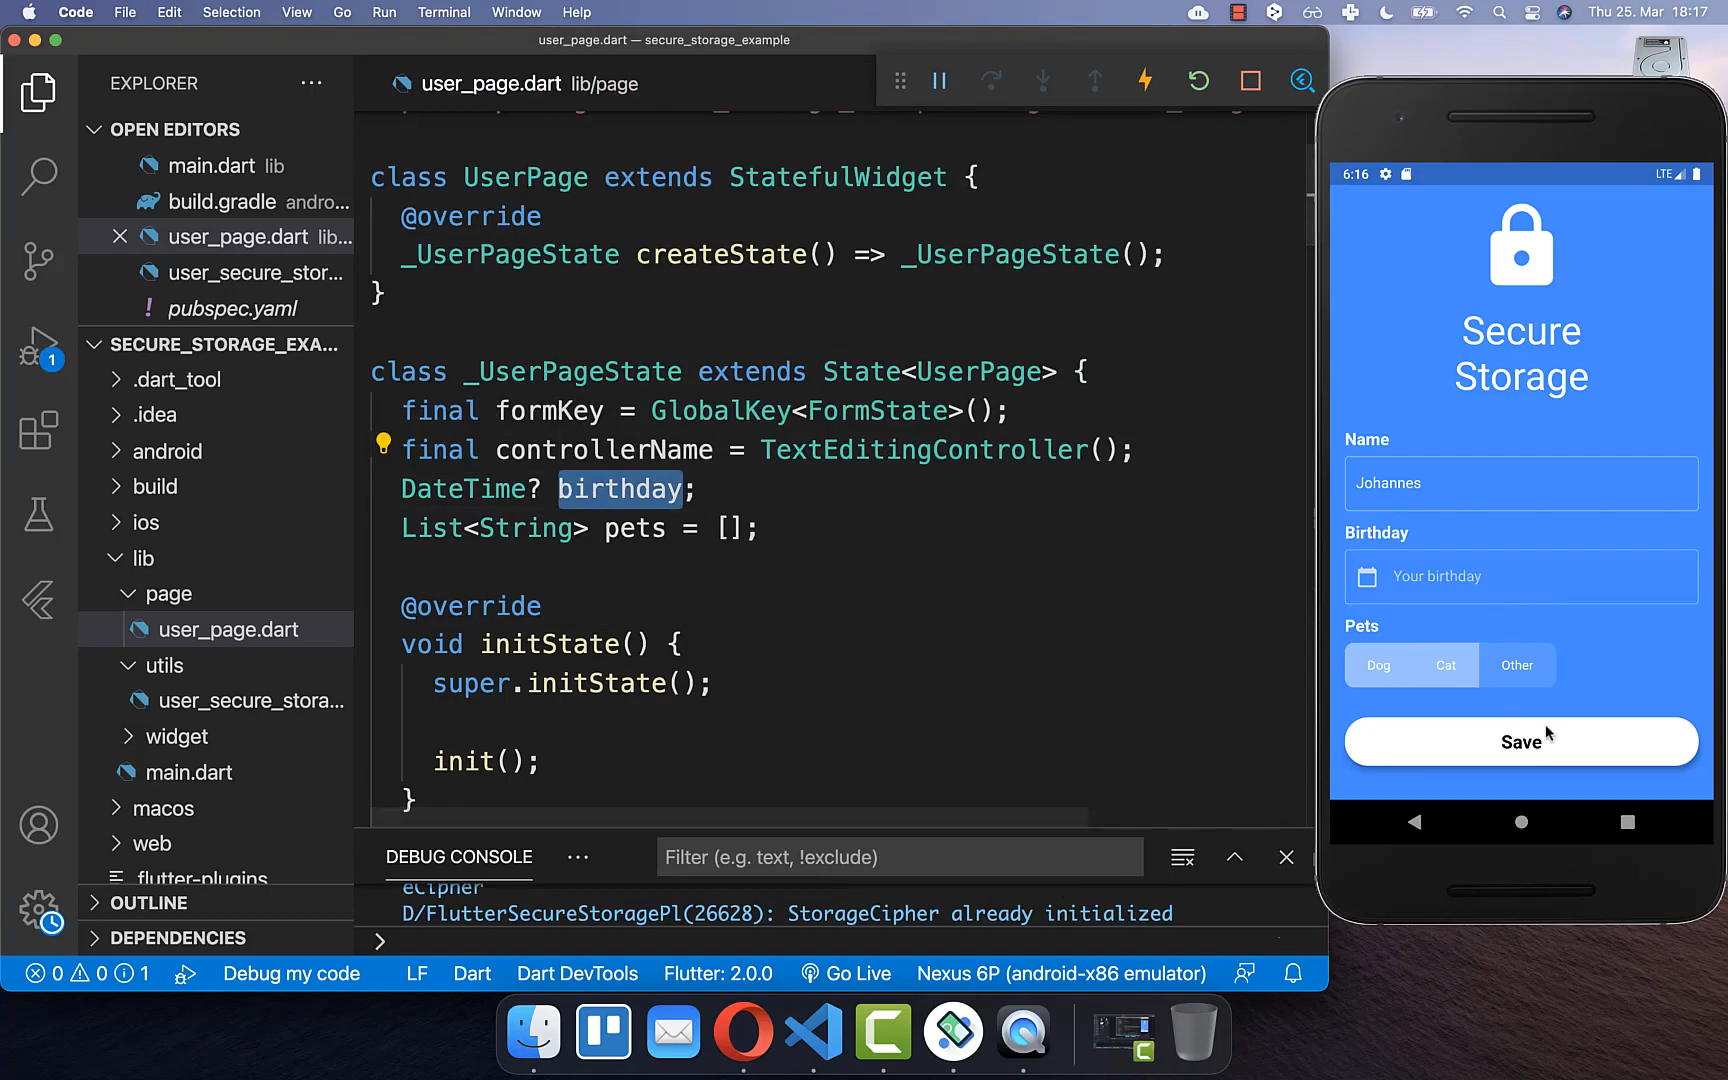 Code File Edit Selection View Go Run Terminal Window Help
Thu 25. Mar 18:17
user_page.dart — secure_storage_example
EXPLORER
user_page.dart lib/page
OPEN EDITORS
main.dart lib
build.gradle andro...
user_page.dart lib...
user_secure_stor...
! pubspec.yaml
SECURE_STORAGE_EXA...
.dart_tool
.idea
android
build
ios
lib
page
user_page.dart
utils
user_secure_stora...
widget
main.dart
macos
web
flutter-plugins
OUTLINE
DEPENDENCIES
1
class UserPage extends StatefulWidget {
@override
_UserPageState createState() => _UserPageState();
}
class _UserPageState extends State<UserPage> {
final formKey = GlobalKey<FormState>();
final controllerName = TextEditingController();
DateTime? birthday;
List<String> pets = [];
@override
void initState() {
super.initState();
init();
}
DEBUG CONSOLE
Filter (e.g. text, !exclude)
eCipher
D/FlutterSecureStoragePl(26628): StorageCipher already initialized
0 0 1 Debug my code LF Dart Dart DevTools Flutter: 2.0.0 Go Live Nexus 6P (android-x86 emulator)
6:16
LTE
Secure
Storage
Name
Johannes
Birthday
Your birthday
Pets
Dog Cat Other
Save